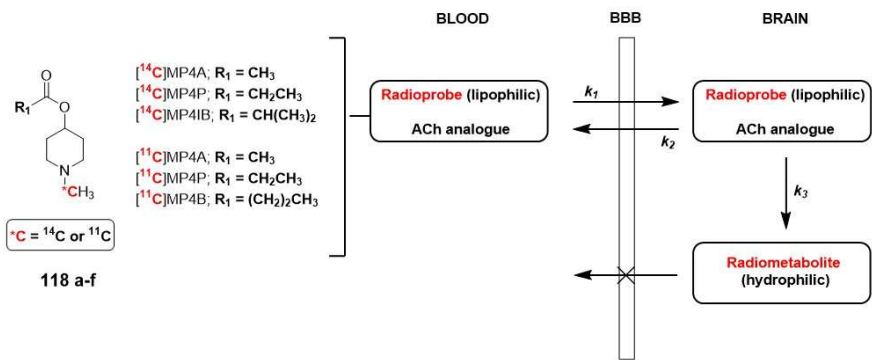 BLOOD
BBB
BRAIN
O
R₁
O
N
*CH₃
*C = ¹⁴C or ¹¹C
118 a-f
[¹⁴C]MP4A; R₁ = CH₃
[¹⁴C]MP4P; R₁ = CH₂CH₃
[¹⁴C]MP4IB; R₁ = CH(CH₃)₂
[¹¹C]MP4A; R₁ = CH₃
[¹¹C]MP4P; R₁ = CH₂CH₃
[¹¹C]MP4B; R₁ = (CH₂)₂CH₃
Radioprobe (lipophilic)
ACh analogue
k₁
k₂
Radioprobe (lipophilic)
ACh analogue
k₃
Radiometabolite
(hydrophilic)